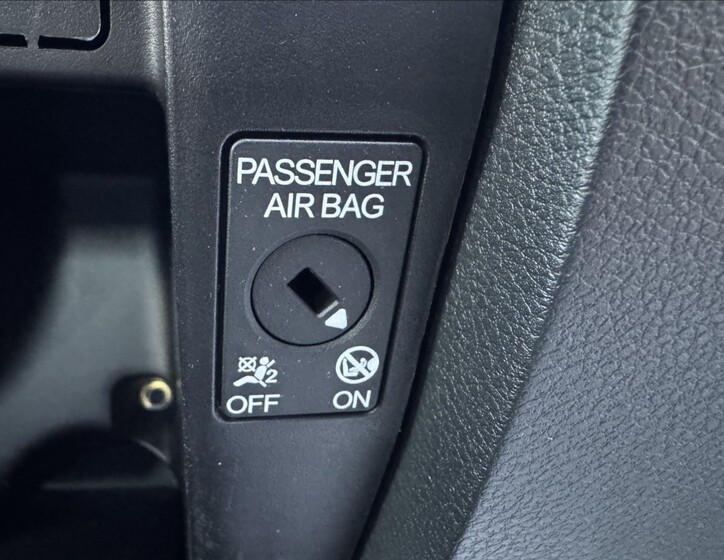 PASSENGER
AIR BAG
2
OFF ON